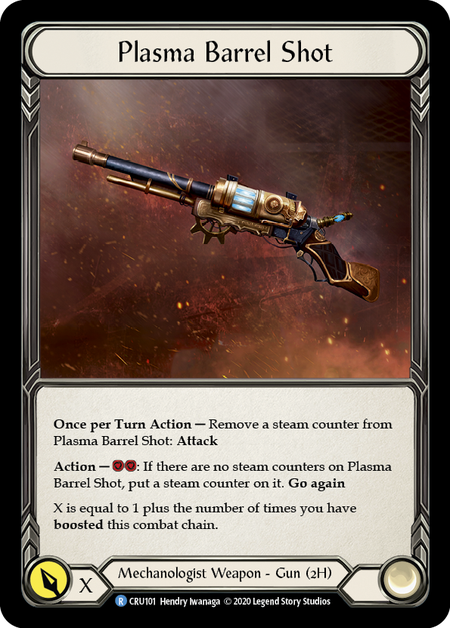 Plasma Barrel Shot
Once per Turn Action — Remove a steam counter from
Plasma Barrel Shot: Attack
Action — : If there are no steam counters on Plasma
Barrel Shot, put a steam counter on it. Go again
X is equal to 1 plus the number of times you have
boosted this combat chain.
X
Mechanologist Weapon - Gun (2H)
R CRU101 Hendry Iwanaga © 2020 Legend Story Studios